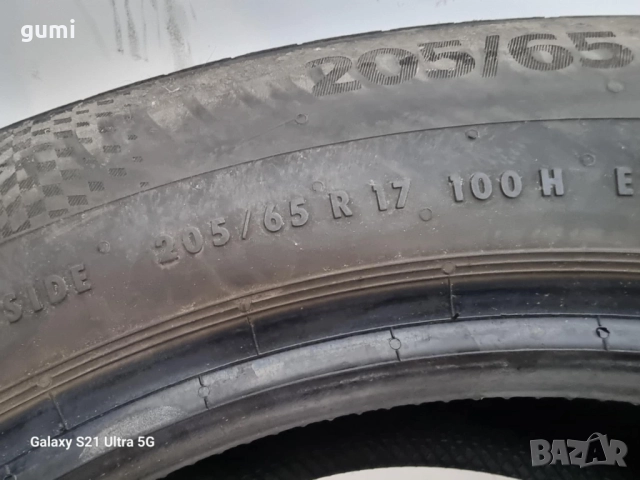 gumi
205/65
SIDE 205/65 R 17 100 H E
Galaxy S21 Ultra 5G
BAZAR